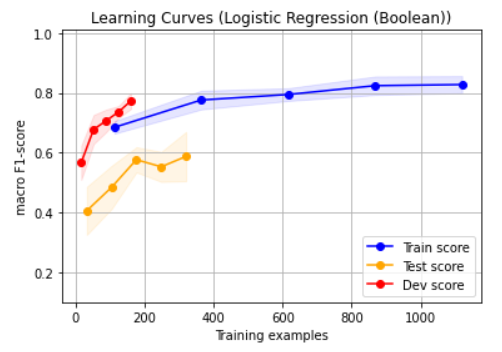 Learning Curves (Logistic Regression (Boolean))
1.0
0.8
0.6
0.4
0.2
macro F1-score
0 200 400 600 800 1000
Training examples
Train score
Test score
Dev score